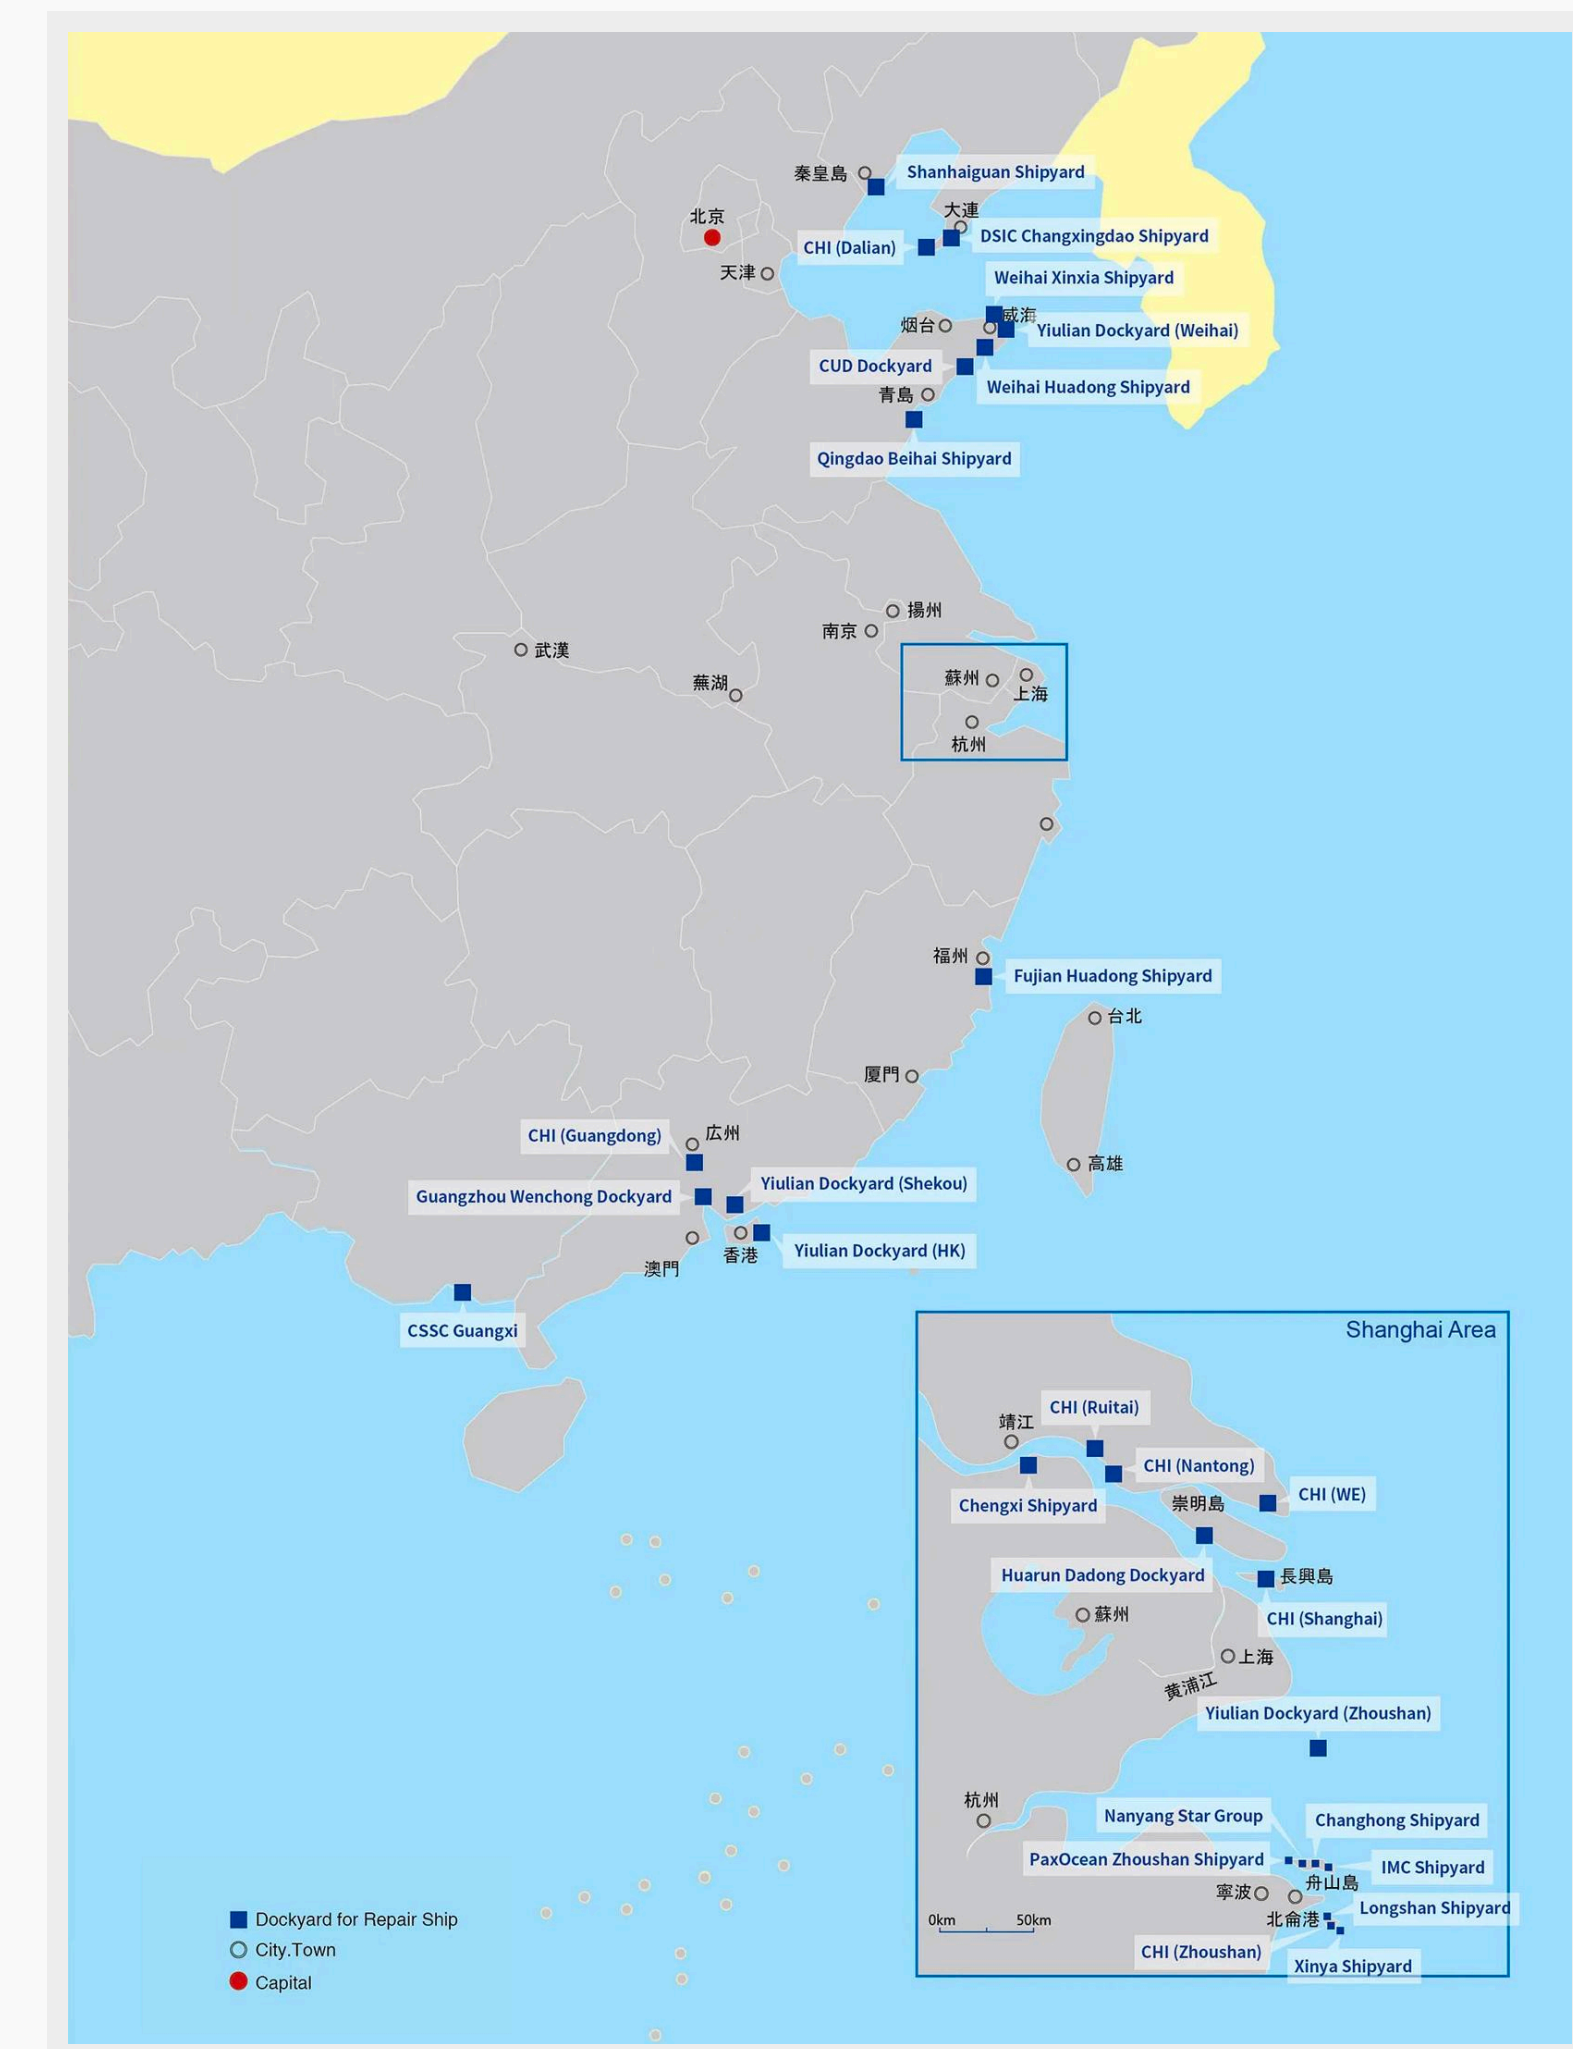 秦皇島
Shanhaiguan Shipyard
北京
大連
DSIC Changxingdao Shipyard
CHI (Dalian)
天津
Weihai Xinxia Shipyard
威海
烟台
Yiulian Dockyard (Weihai)
CUD Dockyard
Weihai Huadong Shipyard
青島
Qingdao Beihai Shipyard
揚州
南京
武漢
蕪湖
蘇州
上海
杭州
福州
Fujian Huadong Shipyard
台北
厦門
CHI (Guangdong)
広州
高雄
Guangzhou Wenchong Dockyard
Yiulian Dockyard (Shekou)
香港
Yiulian Dockyard (HK)
澳門
CSSC Guangxi
Shanghai Area
CHI (Ruitai)
靖江
CHI (Nantong)
CHI (WE)
Chengxi Shipyard
崇明島
Huarun Dadong Dockyard
長興島
蘇州
CHI (Shanghai)
上海
黄浦江
Yiulian Dockyard (Zhoushan)
杭州
Nanyang Star Group
Changhong Shipyard
PaxOcean Zhoushan Shipyard
IMC Shipyard
舟山島
寧波
Longshan Shipyard
北侖港
0km 50km
CHI (Zhoushan)
Xinya Shipyard
Dockyard for Repair Ship
City.Town
Capital